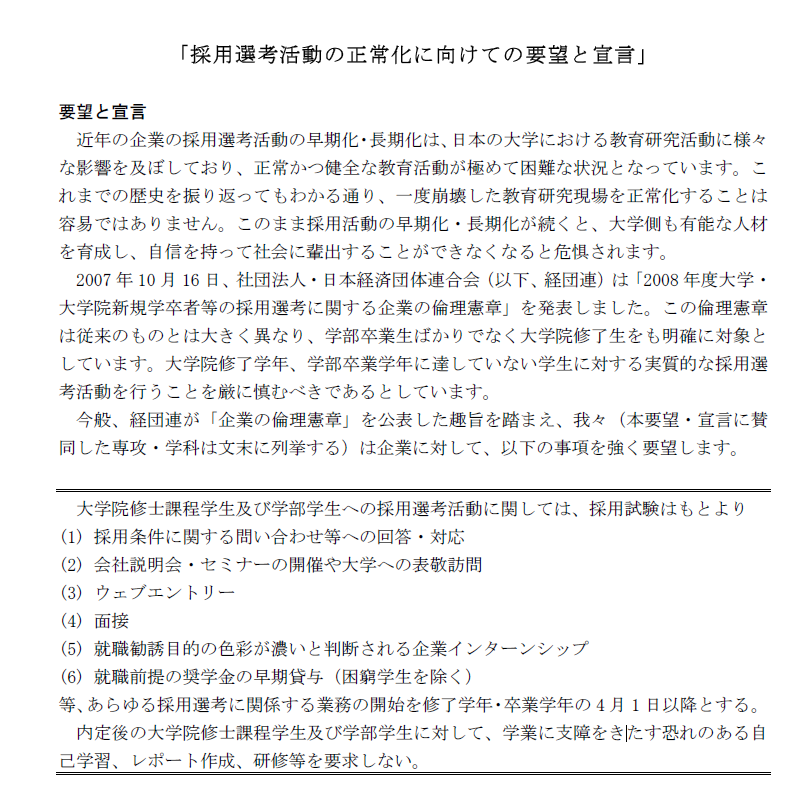 「採用選考活動の正常化に向けての要望と宣言」
要望と宣言
近年の企業の採用選考活動の早期化・長期化は、日本の大学における教育研究活動に様々
な影響を及ぼしており、正常かつ健全な教育活動が極めて困難な状況となっています。こ
れまでの歴史を振り返ってもわかる通り、一度崩壊した教育研究現場を正常化することは
容易ではありません。このまま採用活動の早期化・長期化が続くと、大学側も有能な人材
を育成し、自信を持って社会に輩出することができなくなると危惧されます。
2007 年 10 月 16 日、社団法人・日本経済団体連合会（以下、経団連）は「2008 年度大学・
大学院新規学卒者等の採用選考に関する企業の倫理憲章」を発表しました。この倫理憲章
は従来のものとは大きく異なり、学部卒業生ばかりでなく大学院修了生をも明確に対象と
しています。大学院修了学年、学部卒業学年に達していない学生に対する実質的な採用選
考活動を行うことを厳に慎むべきであるとしています。
今般、経団連が「企業の倫理憲章」を公表した趣旨を踏まえ、我々（本要望・宣言に賛
同した専攻・学科は文末に列挙する）は企業に対して、以下の事項を強く要望します。
大学院修士課程学生及び学部学生への採用選考活動に関しては、採用試験はもとより
(1) 採用条件に関する問い合わせ等への回答・対応
(2) 会社説明会・セミナーの開催や大学への表敬訪問
(3) ウェブエントリー
(4) 面接
(5) 就職勧誘目的の色彩が濃いと判断される企業インターンシップ
(6) 就職前提の奨学金の早期貸与（困窮学生を除く）
等、あらゆる採用選考に関係する業務の開始を修了学年・卒業学年の 4 月 1 日以降とする。
内定後の大学院修士課程学生及び学部学生に対して、学業に支障をきたす恐れのある自
己学習、レポート作成、研修等を要求しない。